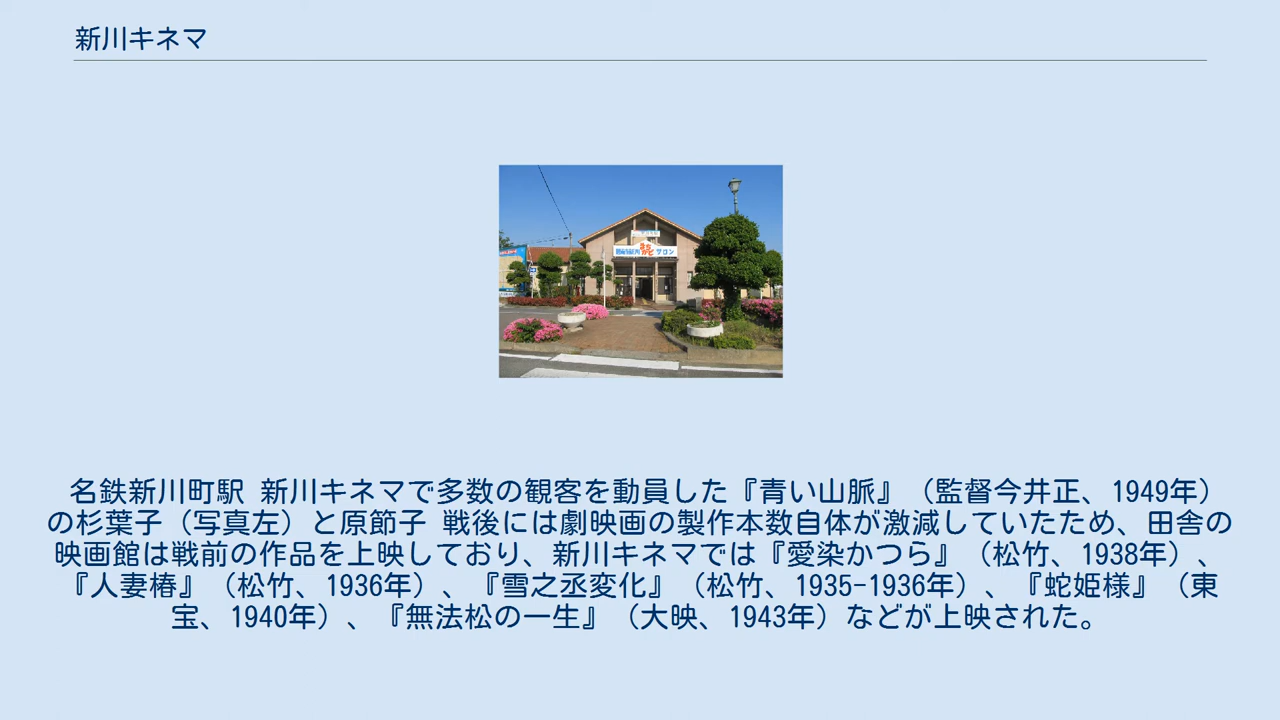 新川キネマ
まち
かど
サロン
名鉄新川町駅 新川キネマで多数の観客を動員した『青い山脈』（監督今井正、1949年）
の杉葉子（写真左）と原節子 戦後には劇映画の製作本数自体が激減していたため、田舎の
映画館は戦前の作品を上映しており、新川キネマでは『愛染かつら』（松竹、1938年）、
『人妻椿』（松竹、1936年）、『雪之丞変化』（松竹、1935-1936年）、『蛇姫様』（東
宝、1940年）、『無法松の一生』（大映、1943年）などが上映された。